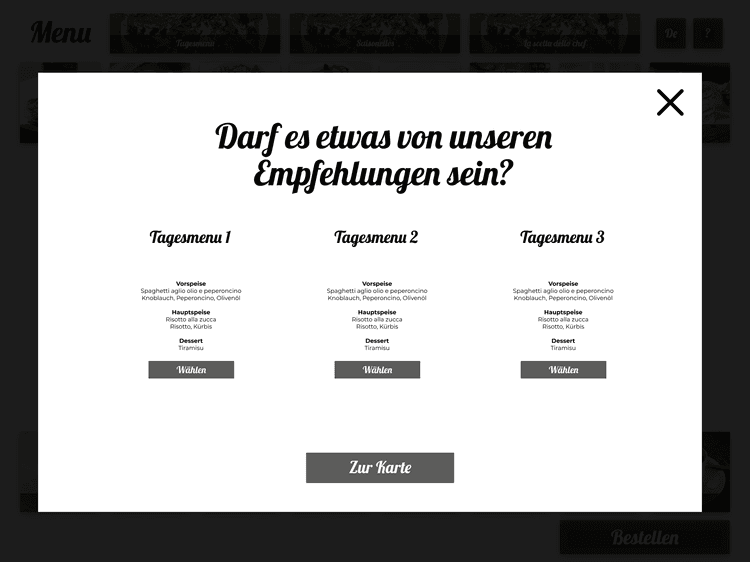 Menu
Tagesmenu
Saisonelles
La scelta dello chef
De
?
Darf es etwas von unseren
Empfehlungen sein?
Tagesmenu 1
Tagesmenu 2
Tagesmenu 3
Vorspeise
Spaghetti aglio olio e peperoncino
Knoblauch, Peperoncino, Olivenöl
Hauptspeise
Risotto alla zucca
Risotto, Kürbis
Dessert
Tiramisu
Wählen
Vorspeise
Spaghetti aglio olio e peperoncino
Knoblauch, Peperoncino, Olivenöl
Hauptspeise
Risotto alla zucca
Risotto, Kürbis
Dessert
Tiramisu
Wählen
Vorspeise
Spaghetti aglio olio e peperoncino
Knoblauch, Peperoncino, Olivenöl
Hauptspeise
Risotto alla zucca
Risotto, Kürbis
Dessert
Tiramisu
Wählen
Zur Karte
Bestellen